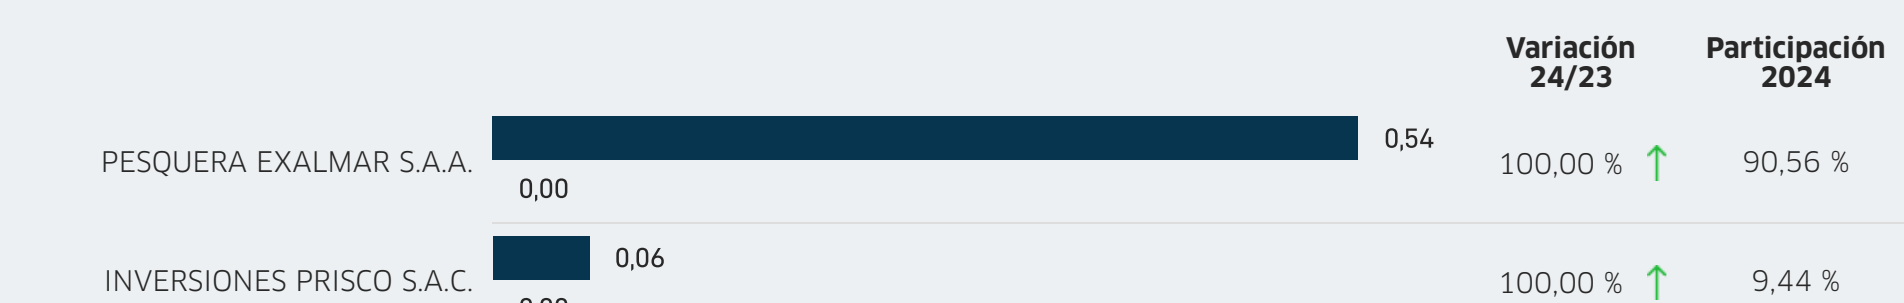 Variación Participación
24/23 2024
PESQUERA EXALMAR S.A.A. 0,54 100,00 % ↑ 90,56 %
0,00
INVERSIONES PRISCO S.A.C. 0,06 100,00 % ↑ 9,44 %